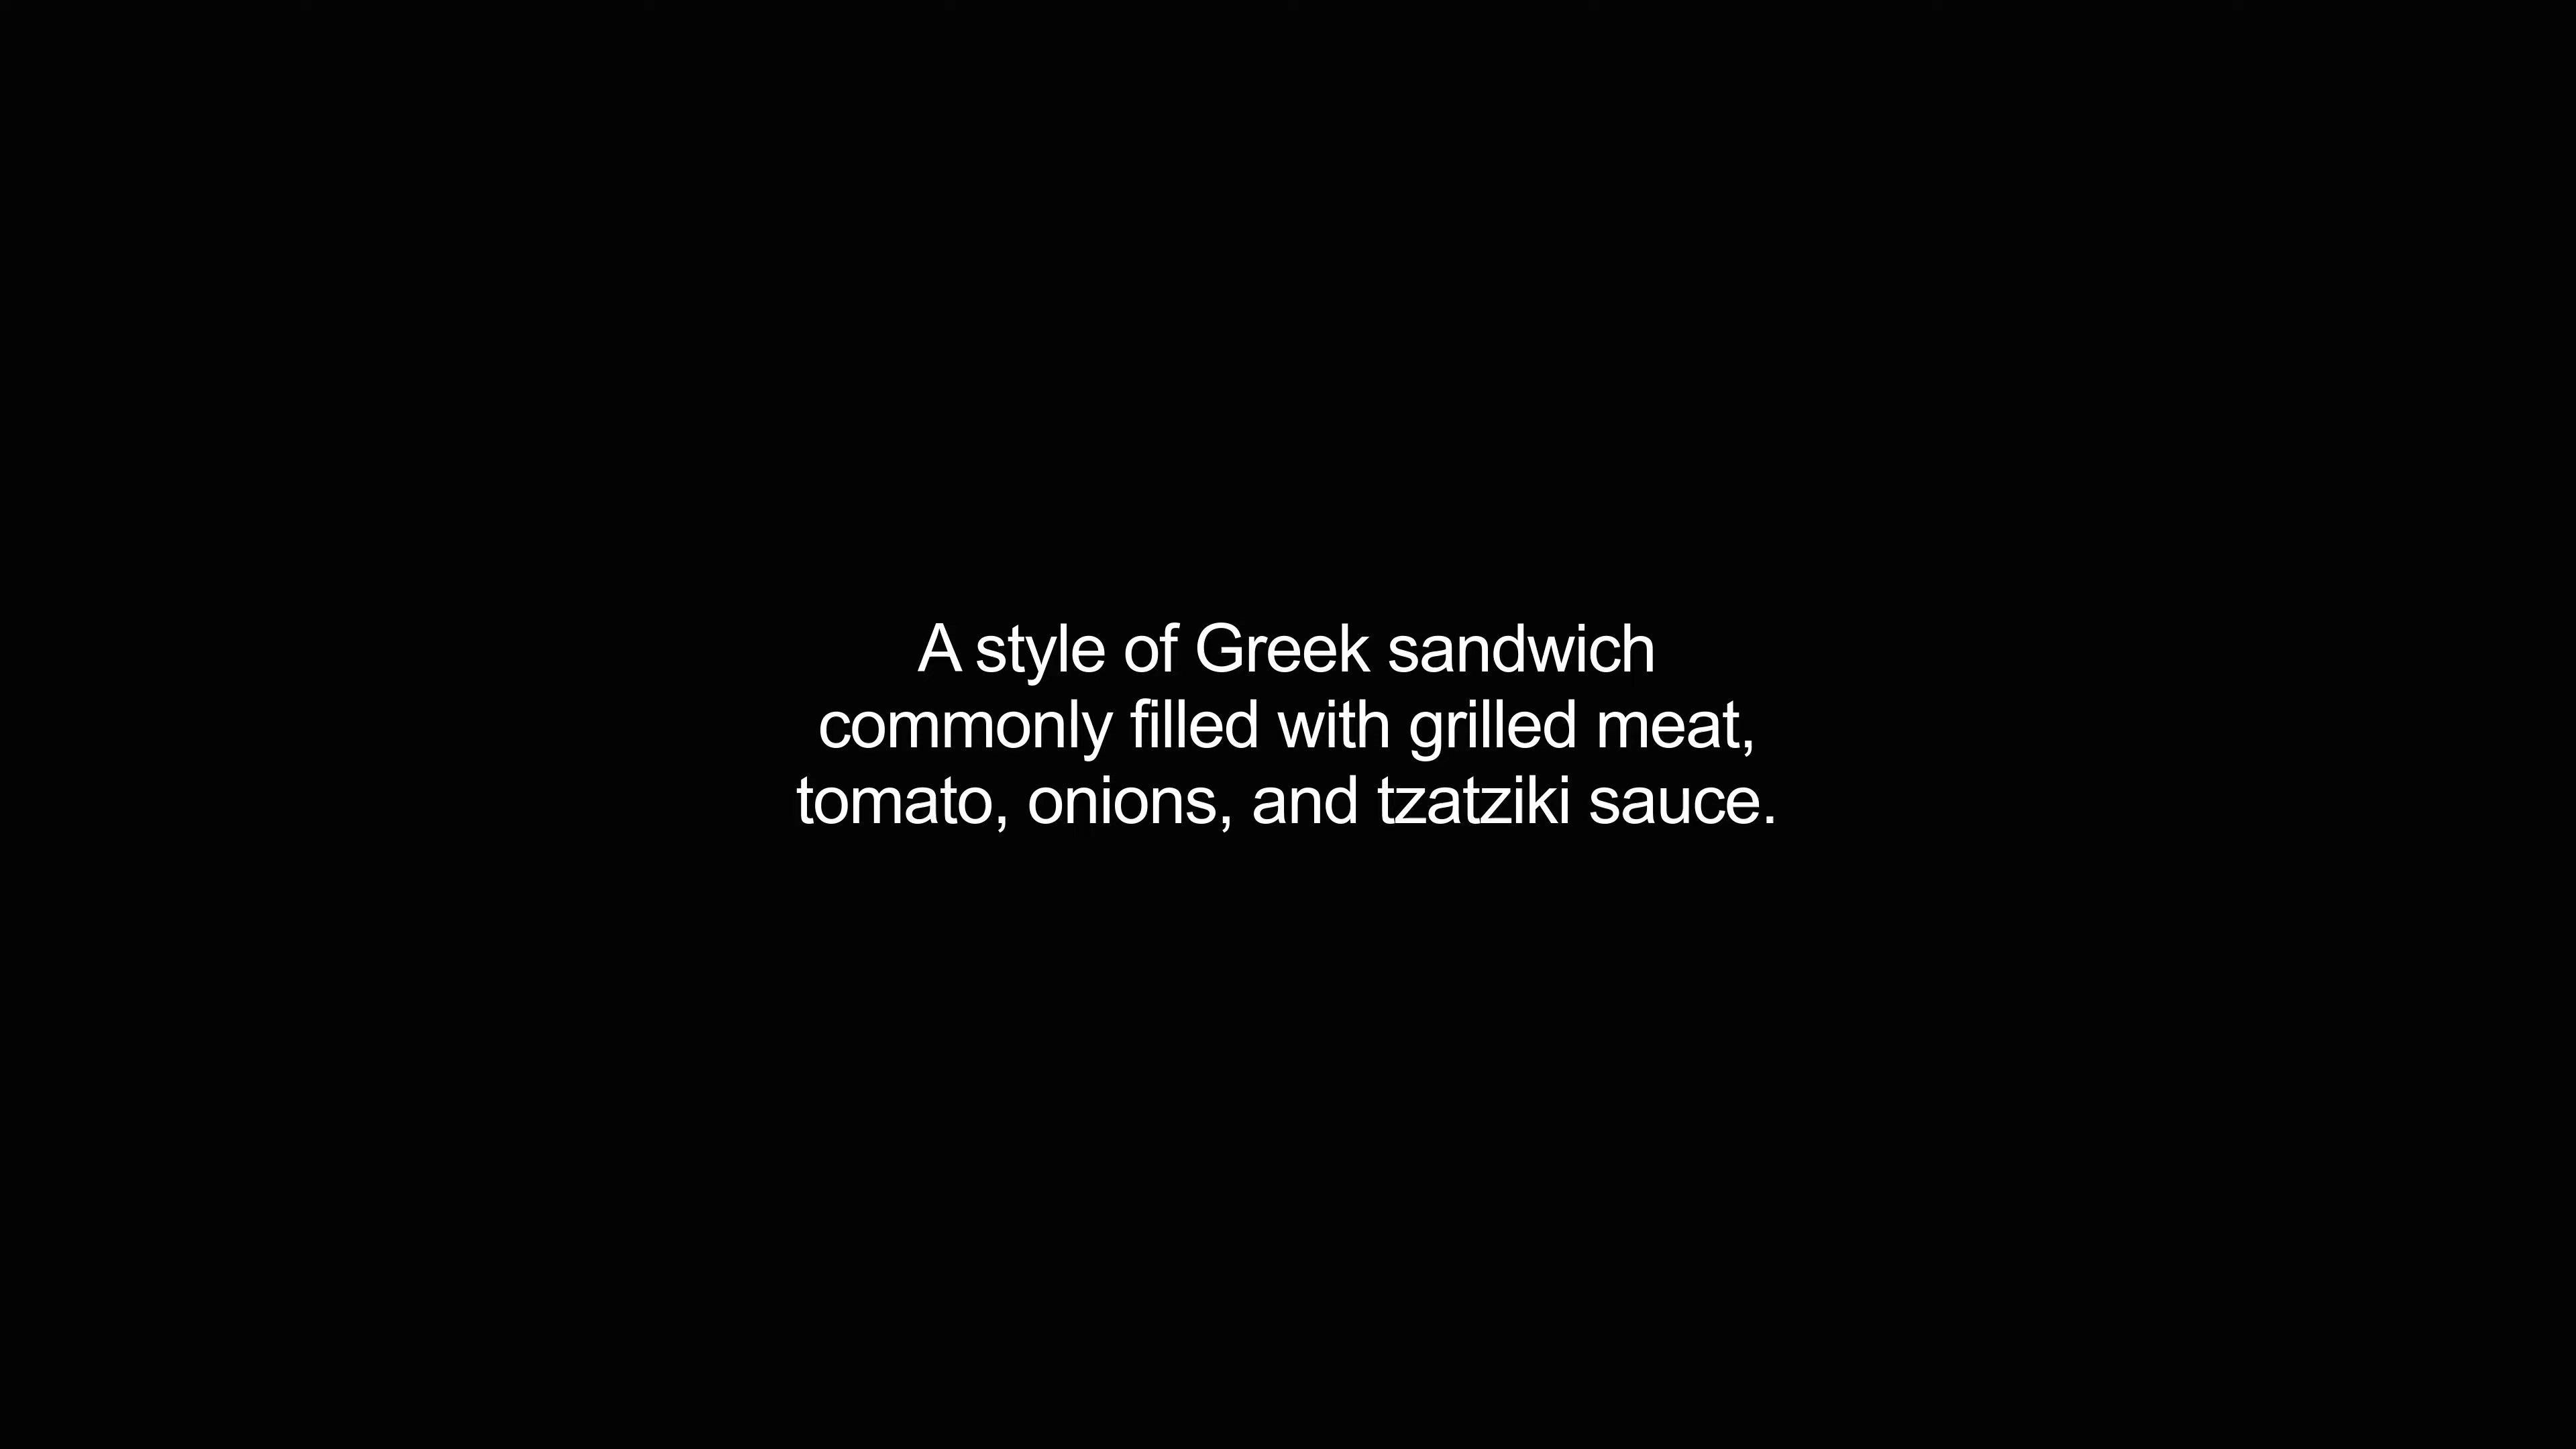 A style of Greek sandwich
commonly filled with grilled meat,
tomato, onions, and tzatziki sauce.